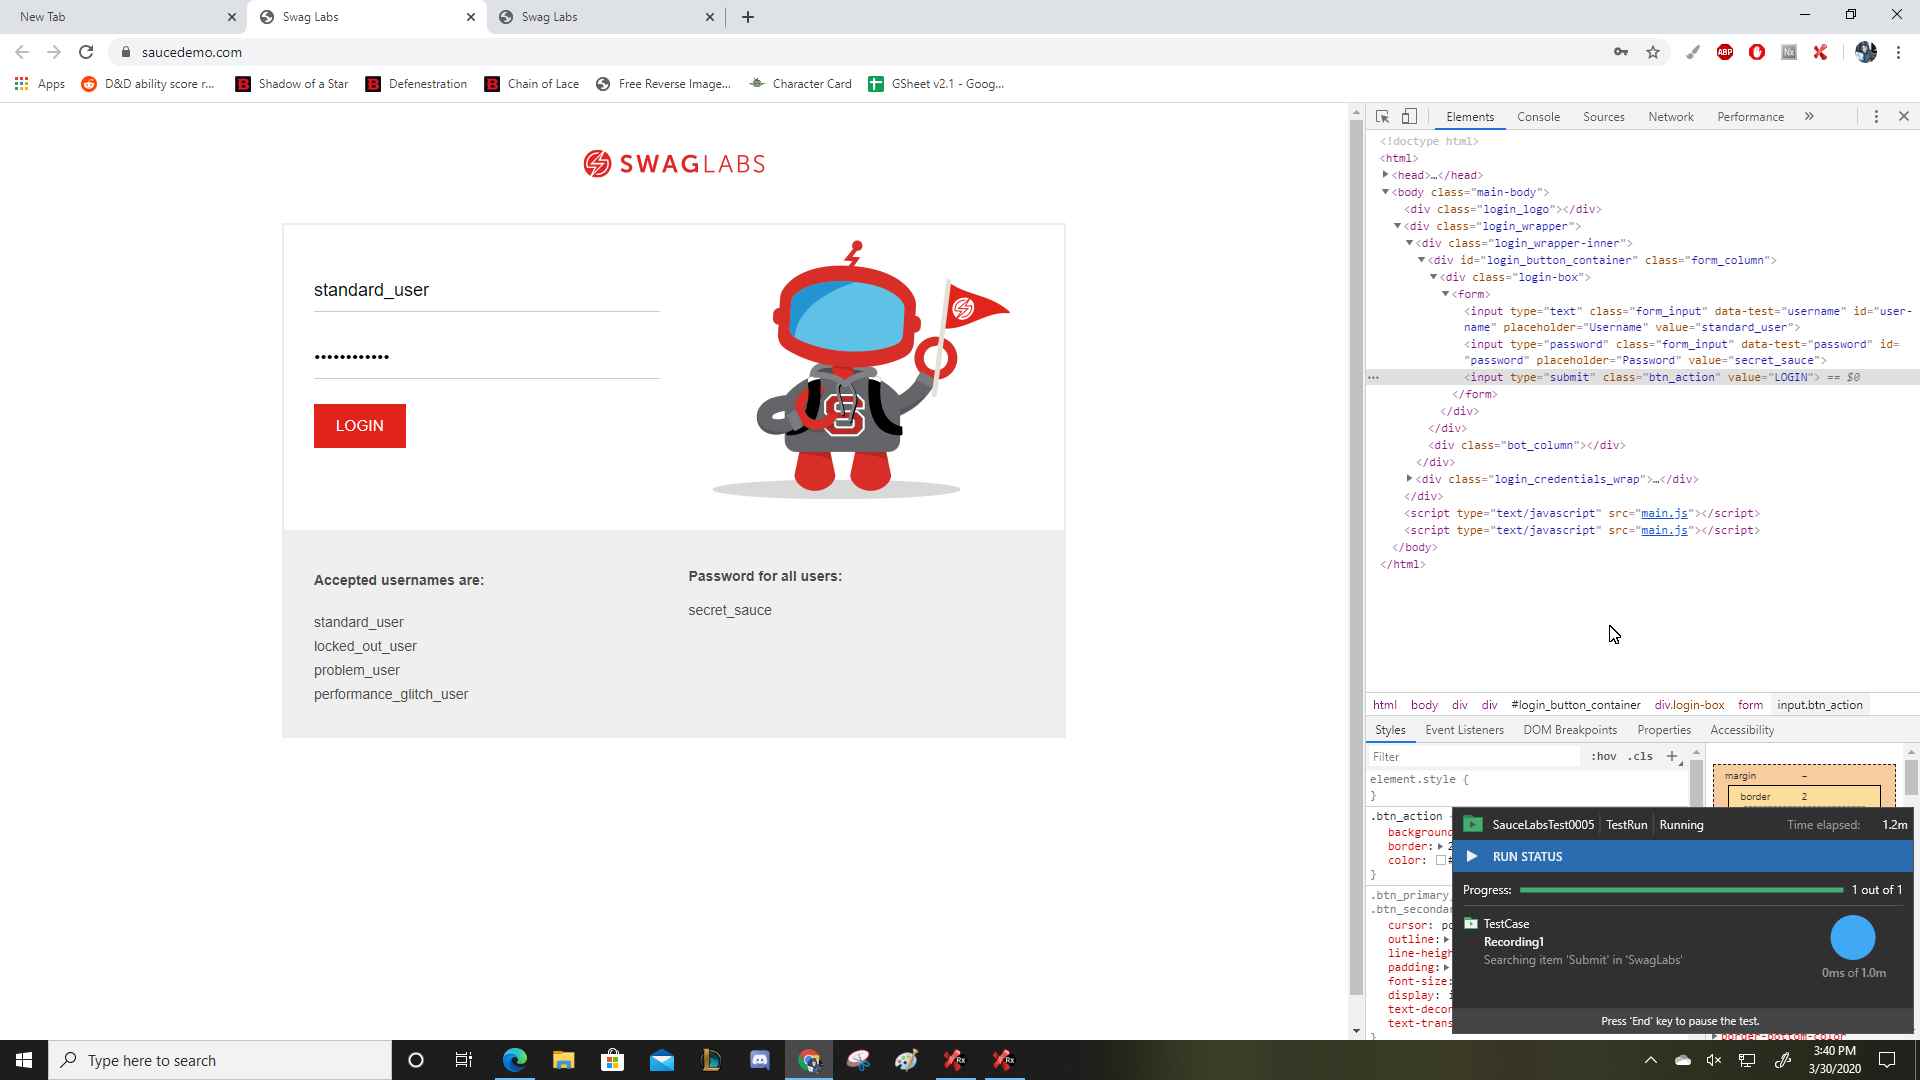 New Tab
Swag Labs
Swag Labs
saucedemo.com
ABP
Nx
Apps
D&D ability score r...
Shadow of a Star
Defenestration
Chain of Lace
Free Reverse Image...
Character Card
GSheet v2.1 - Goog...
SWAGLABS
standard_user
••••••••••••
LOGIN
S
Accepted usernames are:
standard_user
locked_out_user
problem_user
performance_glitch_user
Password for all users:
secret_sauce
Elements Console Sources Network Performance »
<!doctype html>
<html>
<head>…</head>
<body class="main-body">
<div class="login_logo"></div>
<div class="login_wrapper">
<div class="login_wrapper-inner">
<div id="login_button_container" class="form_column">
<div class="login-box">
<form>
<input type="text" class="form_input" data-test="username" id="user-
name" placeholder="Username" value="standard_user">
<input type="password" class="form_input" data-test="password" id=
"password" placeholder="Password" value="secret_sauce">
<input type="submit" class="btn_action" value="LOGIN"> == $0
</form>
</div>
</div>
<div class="bot_column"></div>
</div>
<div class="login_credentials_wrap">…</div>
</div>
<script type="text/javascript" src="main.js"></script>
<script type="text/javascript" src="main.js"></script>
</body>
</html>
html body div div #login_button_container div.login-box form input.btn_action
Styles Event Listeners DOM Breakpoints Properties Accessibility
Filter :hov .cls +
element.style {
}
.btn_action
background
border: 2
color: #
}
.btn_primary,
.btn_secondar
cursor: po
outline:
line-heigh
padding:
font-size:
display: i
text-decor
text-trans
}
border-bottom-color
margin –
border 2
SauceLabsTest0005 TestRun Running Time elapsed: 1.2m
RUN STATUS
Progress: 1 out of 1
TestCase
Recording1
Searching item 'Submit' in 'SwagLabs'
0ms of 1.0m
Press 'End' key to pause the test.
Type here to search
Rx
Rx
3:40 PM
3/30/2020